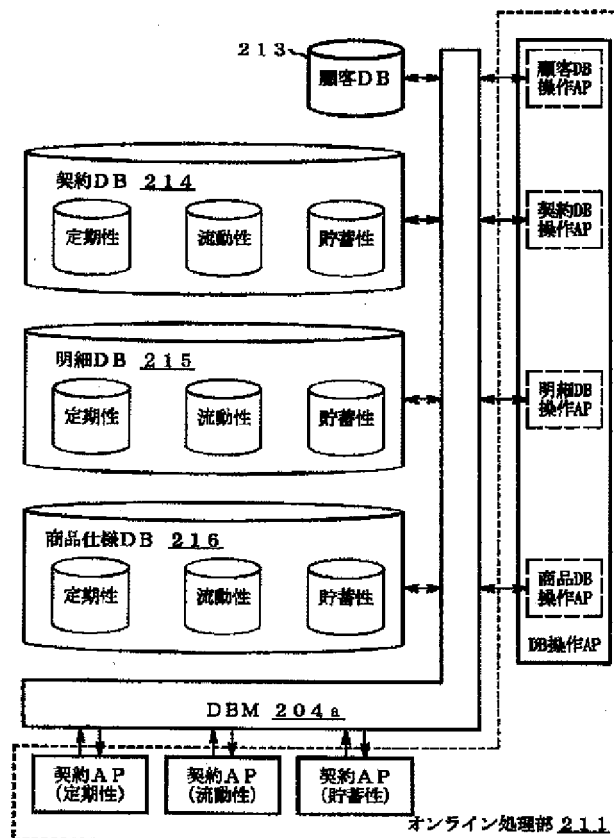 213
顧客DB
顧客DB
操作AP
契約DB 214
定期性
流動性
貯蓄性
契約DB
操作AP
明細DB 215
定期性
流動性
貯蓄性
明細DB
操作AP
商品仕様DB 216
定期性
流動性
貯蓄性
商品DB
操作AP
DB操作AP
DBM 204a
契約AP
(定期性)
契約AP
(流動性)
契約AP
(貯蓄性)
オンライン処理部 211